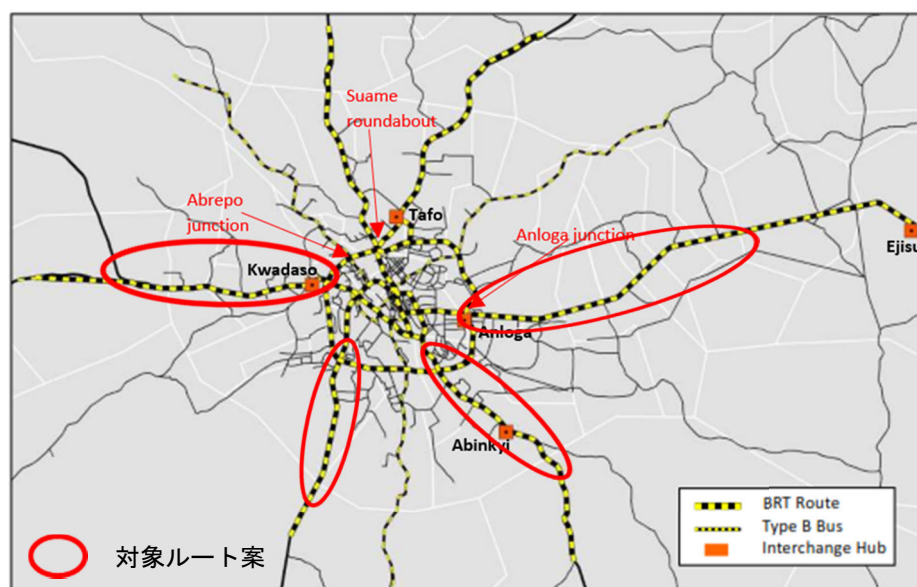 Suame
roundabout
Tafo
Abrepo
junction
Anloga junction
Ejisu
Kwadaso
Anloga
Abinkyi
BRT Route
Type B Bus
Interchange Hub
対象ルート案